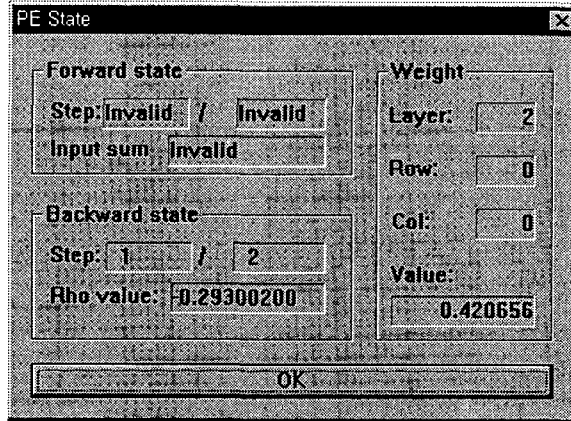 PE State
Forward state
Step: Invalid / Invalid
Input sum Invalid
Backward state
Step: 1 / 2
Rho value: -0.29300200
Weight
Layer: 2
Row: 0
Col: 0
Value:
0.420656
OK